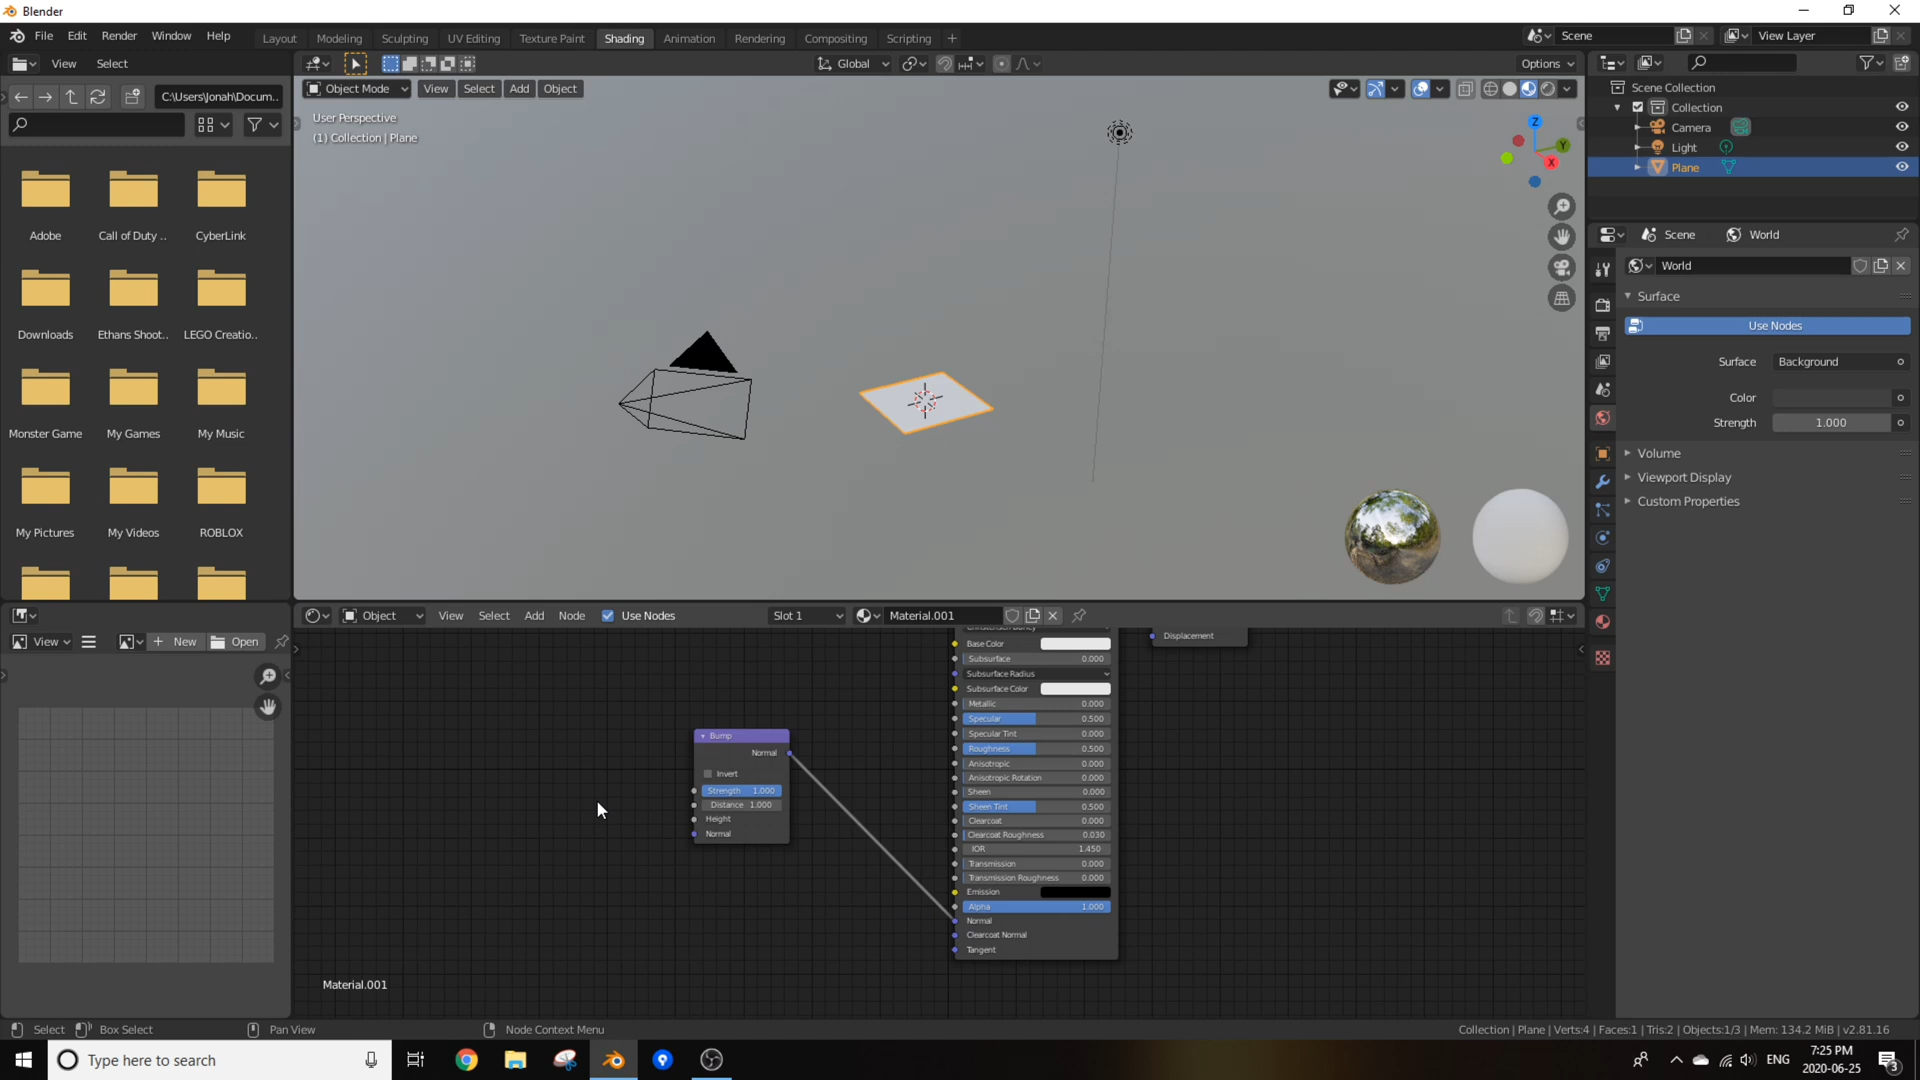 Blender
File Edit Render Window Help
Layout Modeling Sculpting UV Editing Texture Paint Shading Animation Rendering Compositing Scripting +
Scene View Layer
View Select
Global Options
C:\Users\Jonah\Docum..
Object Mode View Select Add Object
User Perspective
(1) Collection | Plane
Z
Y
X
Scene Collection
Collection
Camera
Light
Plane
Adobe Call of Duty .. CyberLink
Downloads Ethans Shoot.. LEGO Creatio..
Monster Game My Games My Music
My Pictures My Videos ROBLOX
Scene World
World
Surface
Use Nodes
Surface Background
Color
Strength 1.000
Volume
Viewport Display
Custom Properties
Object View Select Add Node Use Nodes Slot 1 Material.001
View + New Open
Displacement
Base Color
Subsurface 0.000
Subsurface Radius
Subsurface Color
Metallic 0.000
Specular 0.500
Specular Tint 0.000
Roughness 0.500
Anisotropic 0.000
Anisotropic Rotation 0.000
Sheen 0.000
Sheen Tint 0.500
Clearcoat 0.000
Clearcoat Roughness 0.030
IOR 1.450
Transmission 0.000
Transmission Roughness 0.000
Emission
Alpha 1.000
Normal
Clearcoat Normal
Tangent
Bump
Normal
Invert
Strength 1.000
Distance 1.000
Height
Normal
Material.001
Select Box Select Pan View Node Context Menu
Collection | Plane | Verts:4 | Faces:1 | Tris:2 | Objects:1/3 | Mem: 134.2 MiB | v2.81.16
Type here to search
ENG
7:25 PM
2020-06-25
3